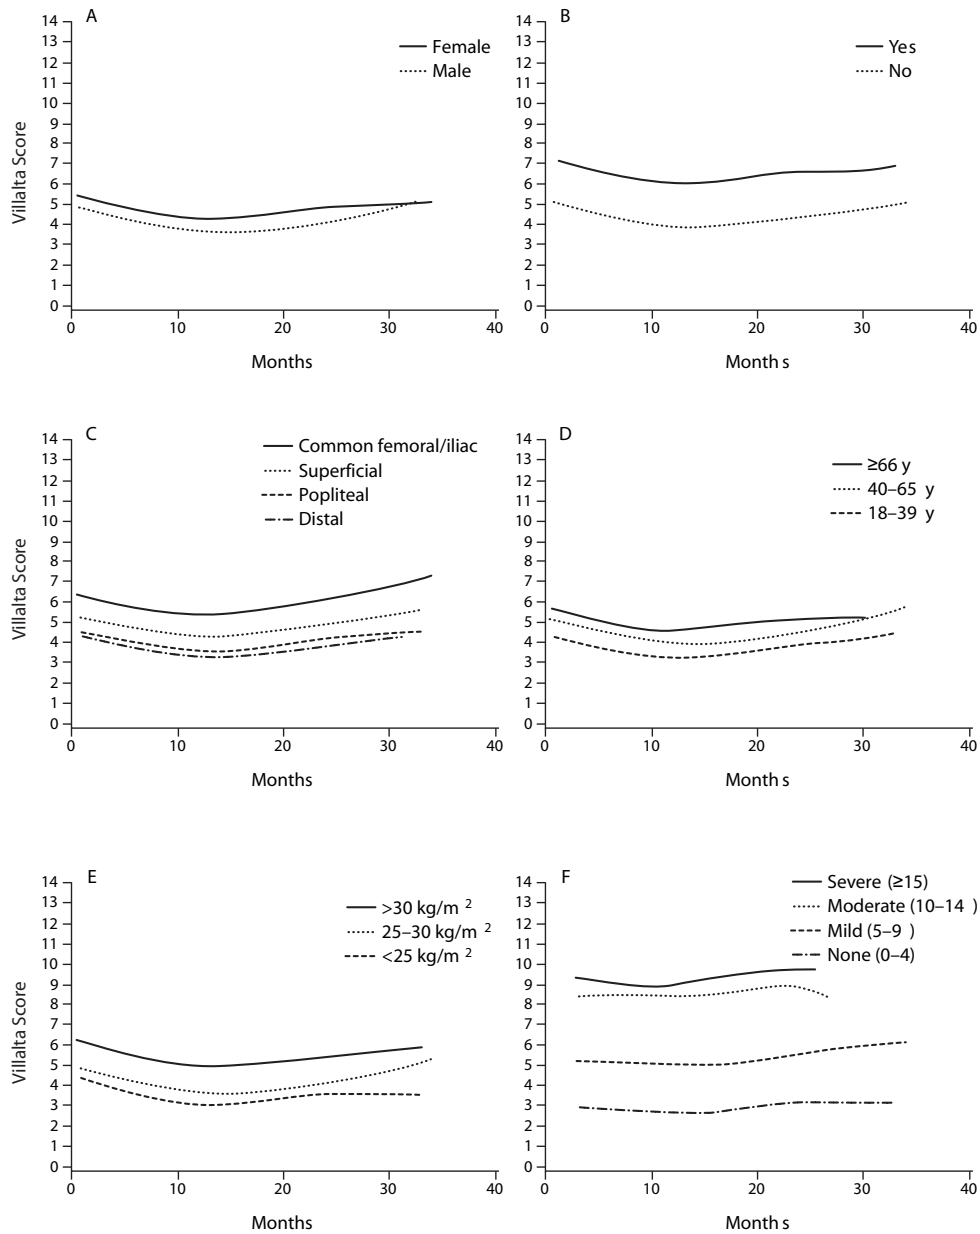 A
14
13
12
11
10
9
8
7
6
5
4
3
2
1
0
Villalta Score
Female
Male
0 10 20 30 40
Months
B
14
13
12
11
10
9
8
7
6
5
4
3
2
1
0
Yes
No
0 10 20 30 40
Months
C
14
13
12
11
10
9
8
7
6
5
4
3
2
1
0
Villalta Score
Common femoral/iliac
Superficial
Popliteal
Distal
0 10 20 30 40
Months
D
14
13
12
11
10
9
8
7
6
5
4
3
2
1
0
≥66 y
40–65 y
18–39 y
0 10 20 30 40
Months
E
14
13
12
11
10
9
8
7
6
5
4
3
2
1
0
Villalta Score
>30 kg/m 2
25–30 kg/m 2
<25 kg/m 2
0 10 20 30 40
Months
F
14
13
12
11
10
9
8
7
6
5
4
3
2
1
0
Severe (≥15)
Moderate (10–14 )
Mild (5–9 )
None (0–4)
0 10 20 30 40
Months